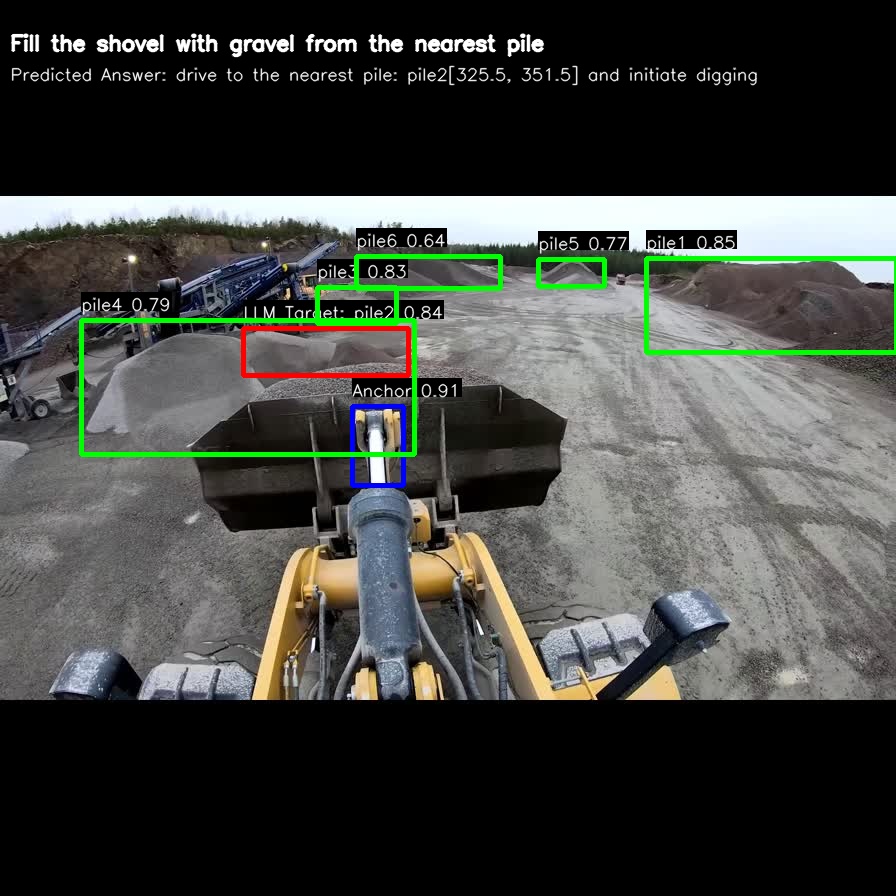 Fill the shovel with gravel from the nearest pile
Predicted Answer: drive to the nearest pile: pile2[325.5, 351.5] and initiate digging
pile6 0.64
pile5 0.77
pile1 0.85
pile3 0.83
pile4 0.79
LLM Target: pile2 0.84
Anchor 0.91